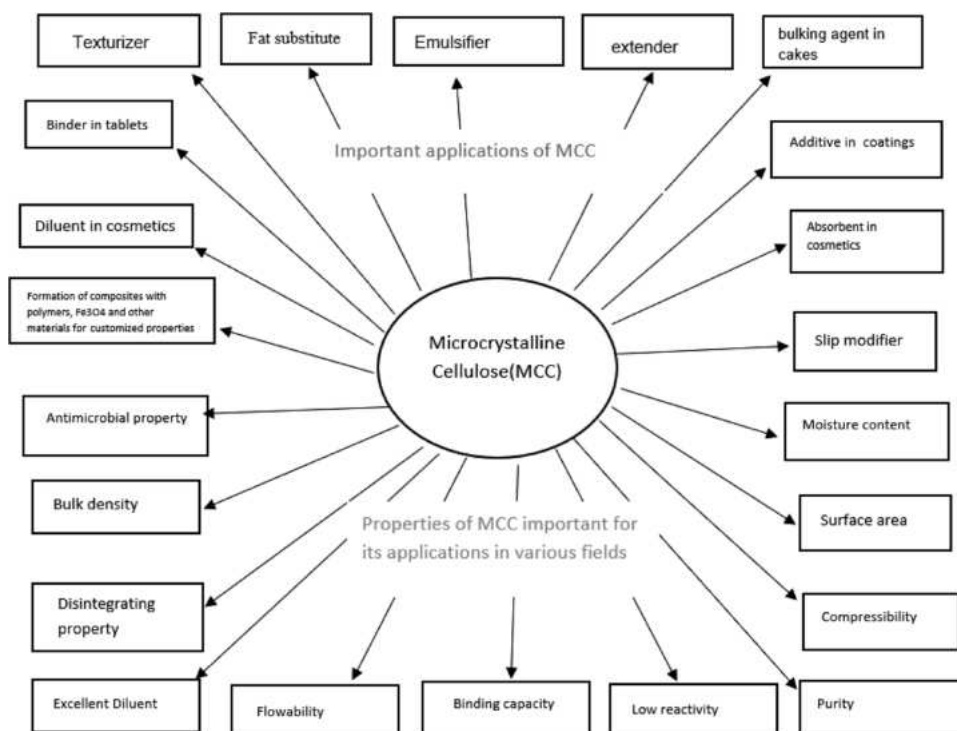 Texturizer
Fat substitute
Emulsifier
extender
bulking agent in
cakes
Binder in tablets
Important applications of MCC
Additive in coatings
Diluent in cosmetics
Absorbent in
cosmetics
Formation of composites with
polymers, Fe3O4 and other
materials for customized properties
Microcrystalline
Cellulose(MCC)
Slip modifier
Antimicrobial property
Moisture content
Bulk density
Properties of MCC important for
its applications in various fields
Surface area
Disintegrating
property
Compressibility
Excellent Diluent
Flowability
Binding capacity
Low reactivity
Purity